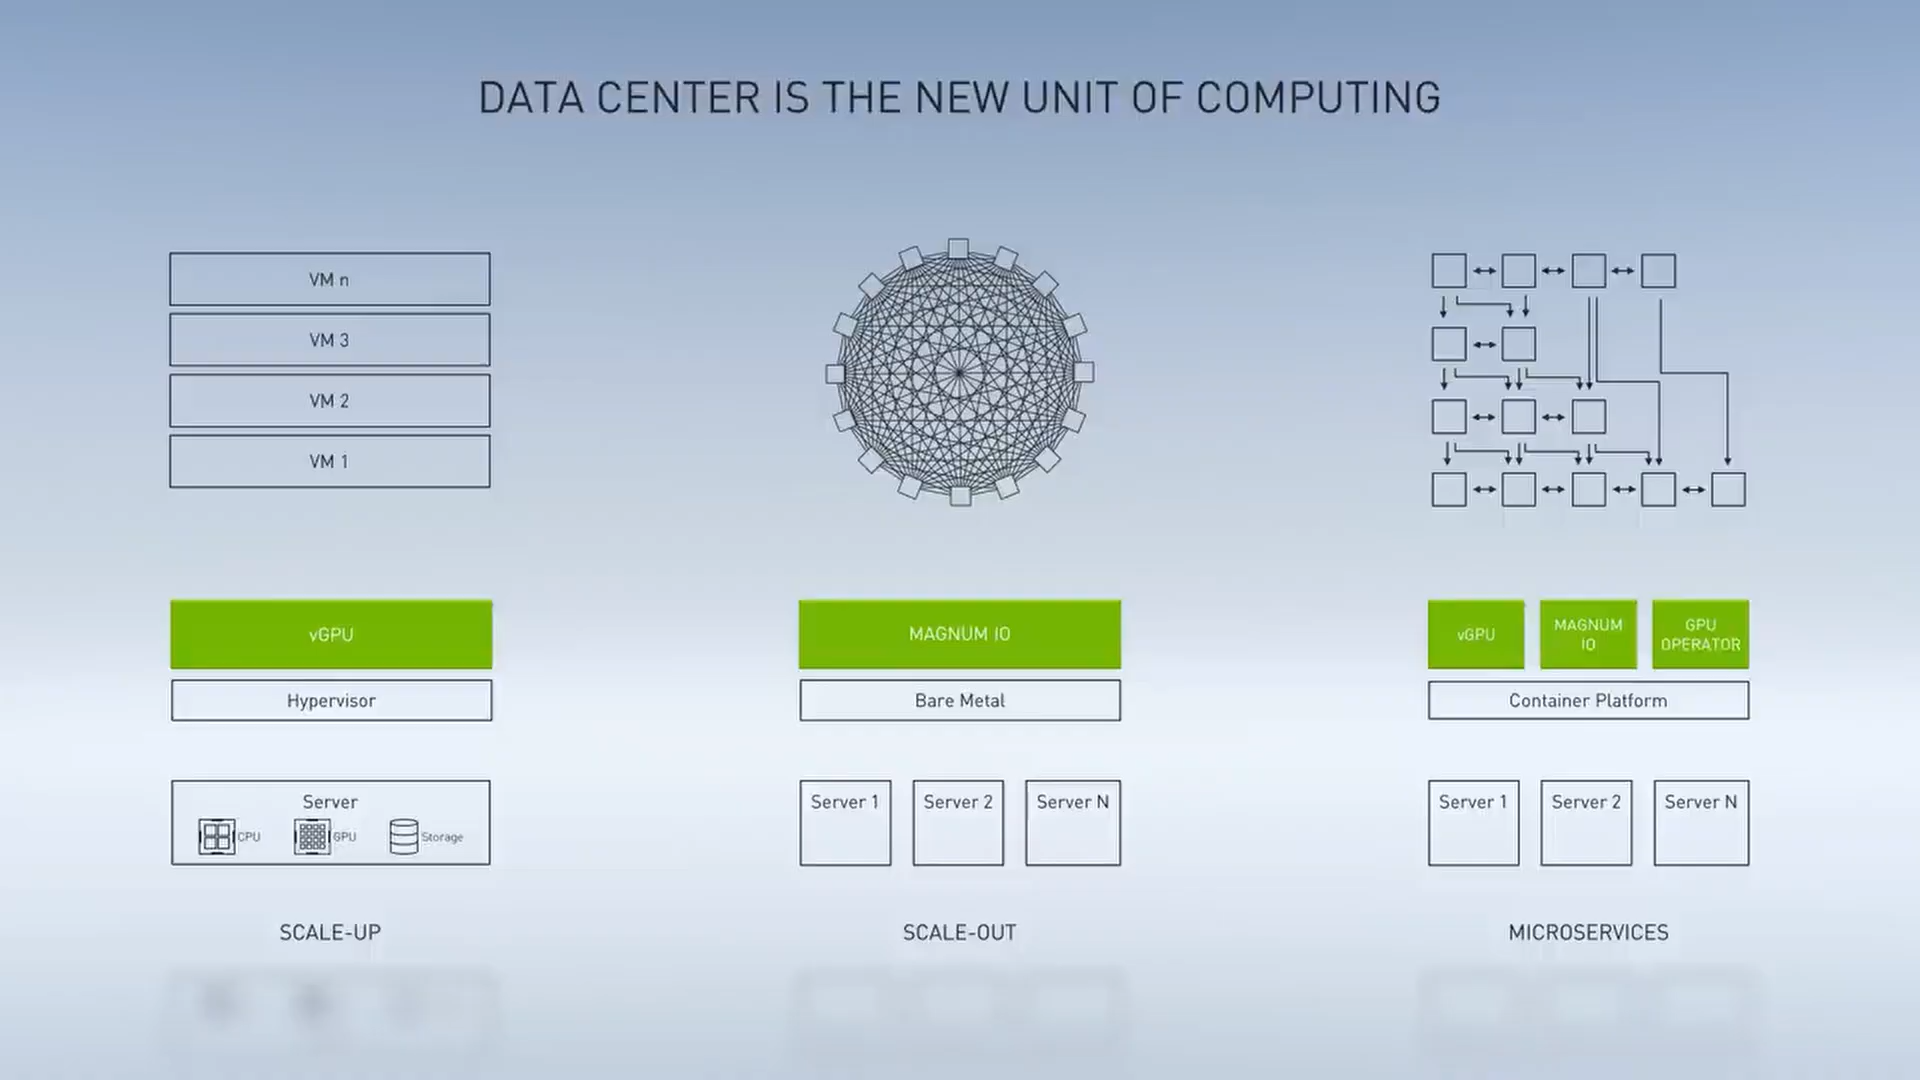 DATA CENTER IS THE NEW UNIT OF COMPUTING
VM n
VM 3
VM 2
VM 1
vGPU
Hypervisor
Server
CPU
GPU
Storage
SCALE-UP
MAGNUM IO
Bare Metal
Server 1
Server 2
Server N
SCALE-OUT
vGPU
MAGNUM
IO
GPU
OPERATOR
Container Platform
Server 1
Server 2
Server N
MICROSERVICES